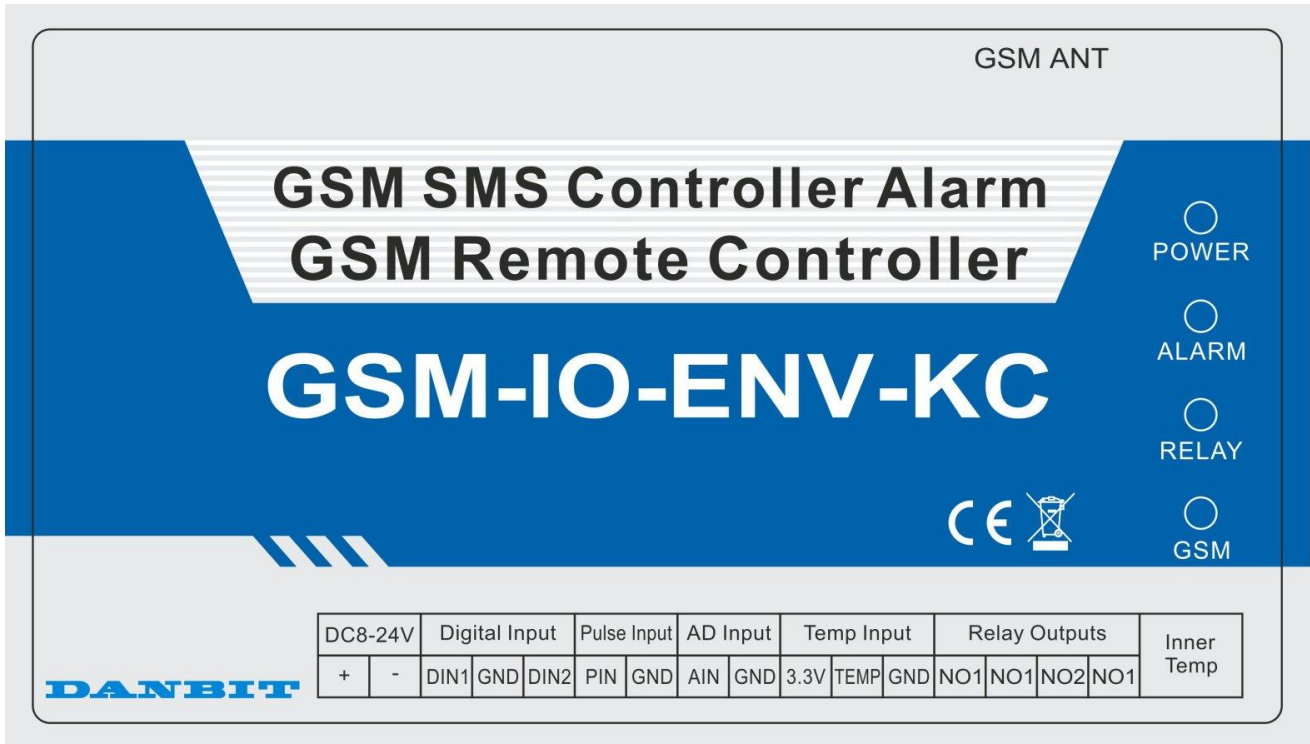 GSM ANT
GSM SMS Controller Alarm
GSM Remote Controller
POWER
ALARM
GSM-IO-ENV-KC
RELAY
CE
GSM
DC8-24V Digital Input Pulse Input AD Input Temp Input Relay Outputs Inner Temp
+ - DIN1 GND DIN2 PIN GND AIN GND 3.3V TEMP GND NO1 NO1 NO2 NO1
DANBIT